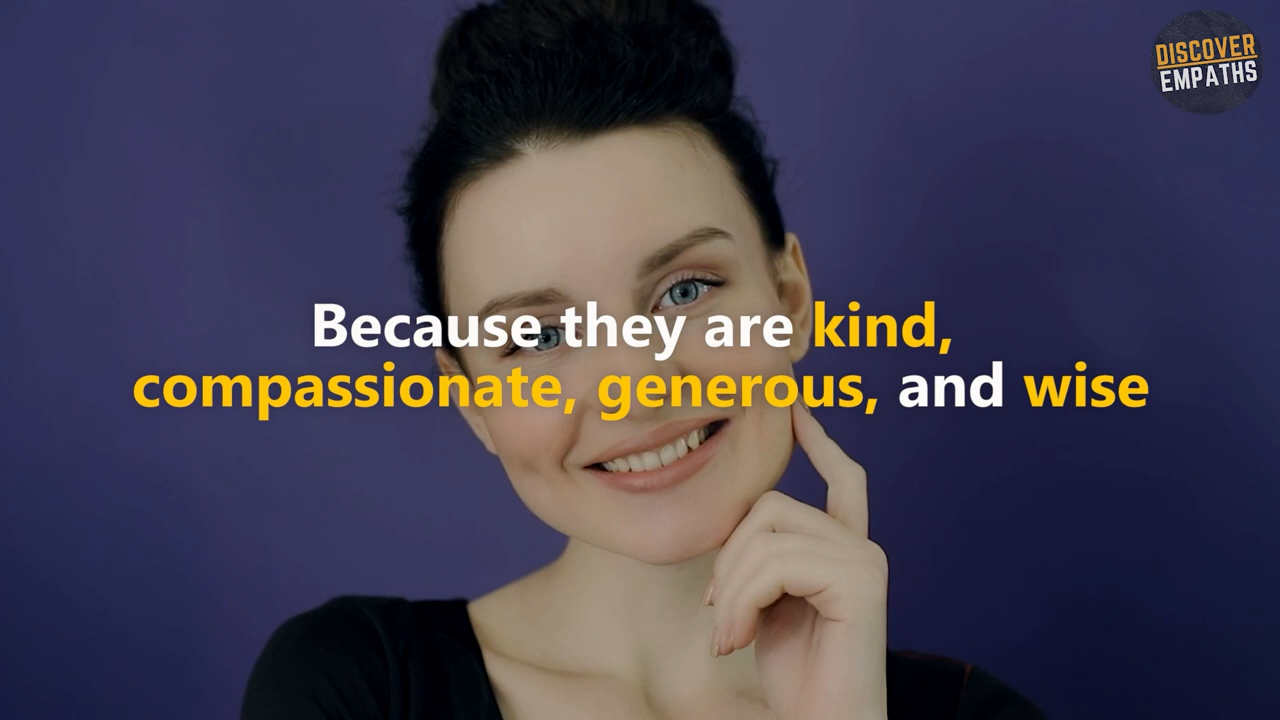 DISCOVER
EMPATHS
Because they are kind,
compassionate, generous, and wise